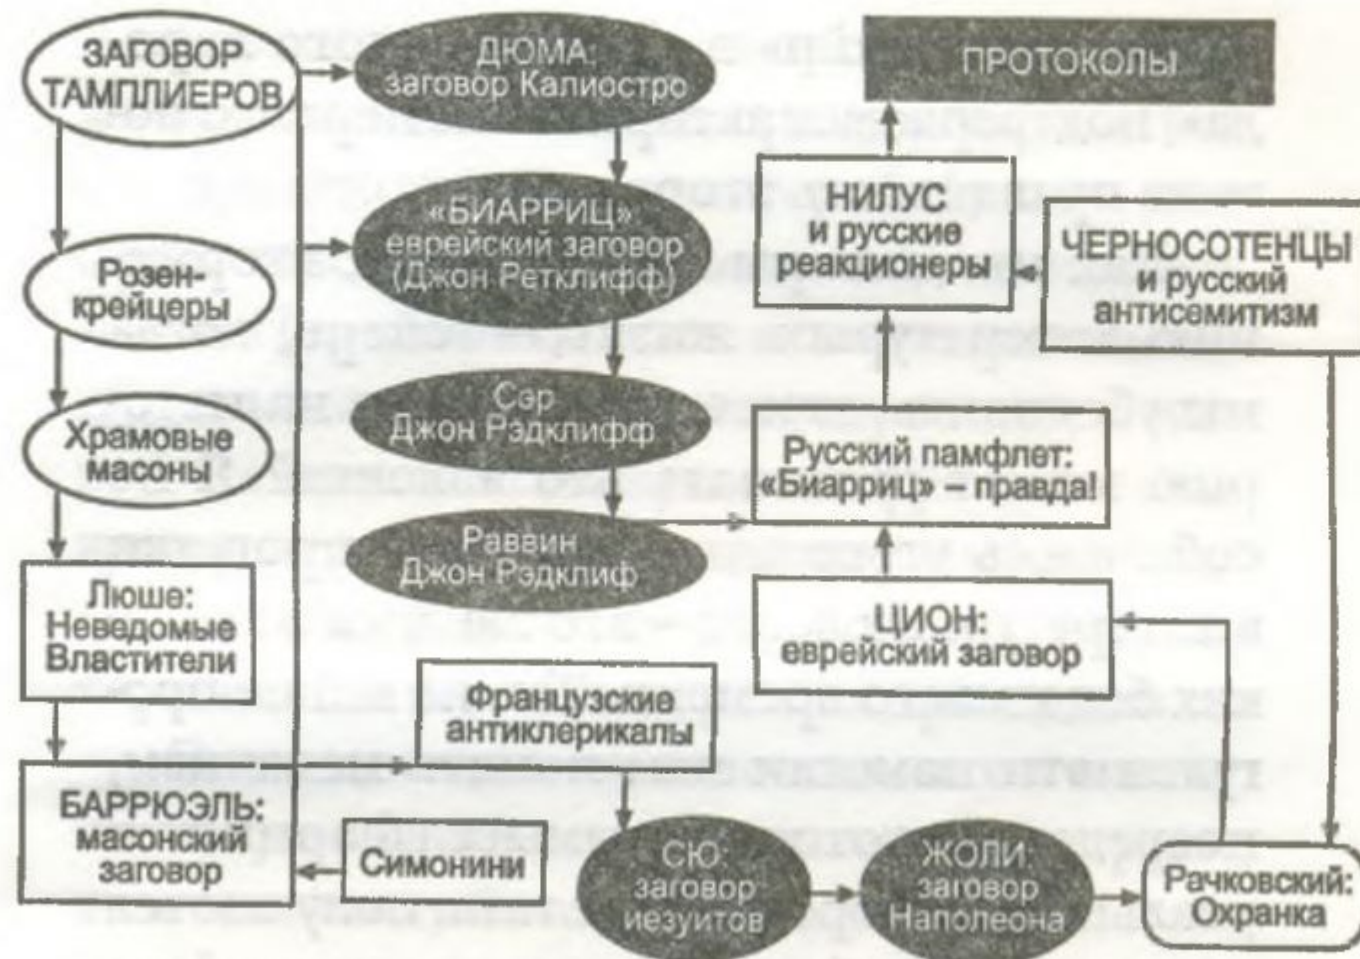 ЗАГОВОР
ТАМПЛИЕРОВ
Розен-
крейцеры
Храмовые
масоны
Люше:
Неведомые
Властители
БАРРЮЭЛЬ:
масонский
заговор
Симонини
Французские
антиклерикалы
ДЮМА:
заговор Калиостро
«БИАРРИЦ»
еврейский заговор
(Джон Ретклифф)
Сэр
Джон Рэдклифф
Раввин
Джон Рэдклиф
СЮ:
заговор
иезуитов
ЖОЛИ:
заговор
Наполеона
Рачковский:
Охранка
ЦИОН:
еврейский заговор
Русский памфлет:
«Биарриц» – правда!
НИЛУС
и русские
реакционеры
ЧЕРНОСОТЕНЦЫ
и русский
антисемитизм
ПРОТОКОЛЫ